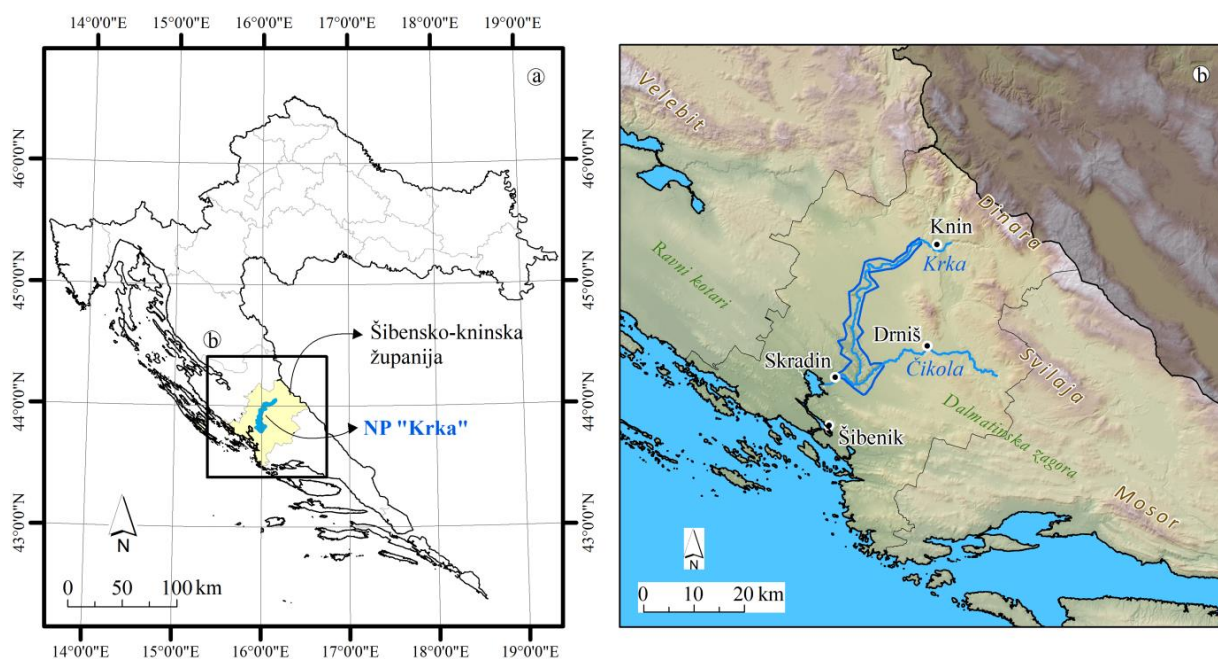 14°0'0"E 15°0'0"E 16°0'0"E 17°0'0"E 18°0'0"E 19°0'0"E
a
46°0'0"N
46°0'0"N
45°0'0"N
45°0'0"N
b
Šibensko-kninska
županija
44°0'0"N
44°0'0"N
NP "Krka"
43°0'0"N
43°0'0"N
N
0 50 100 km
14°0'0"E 15°0'0"E 16°0'0"E 17°0'0"E 18°0'0"E 19°0'0"E
b
Velebit
Dinara
Knin
Krka
Ravni kotari
Drniš
Skradin
Čikola
Svilaja
Šibenik
Dalmatinska zagora
Mosor
N
0 10 20 km